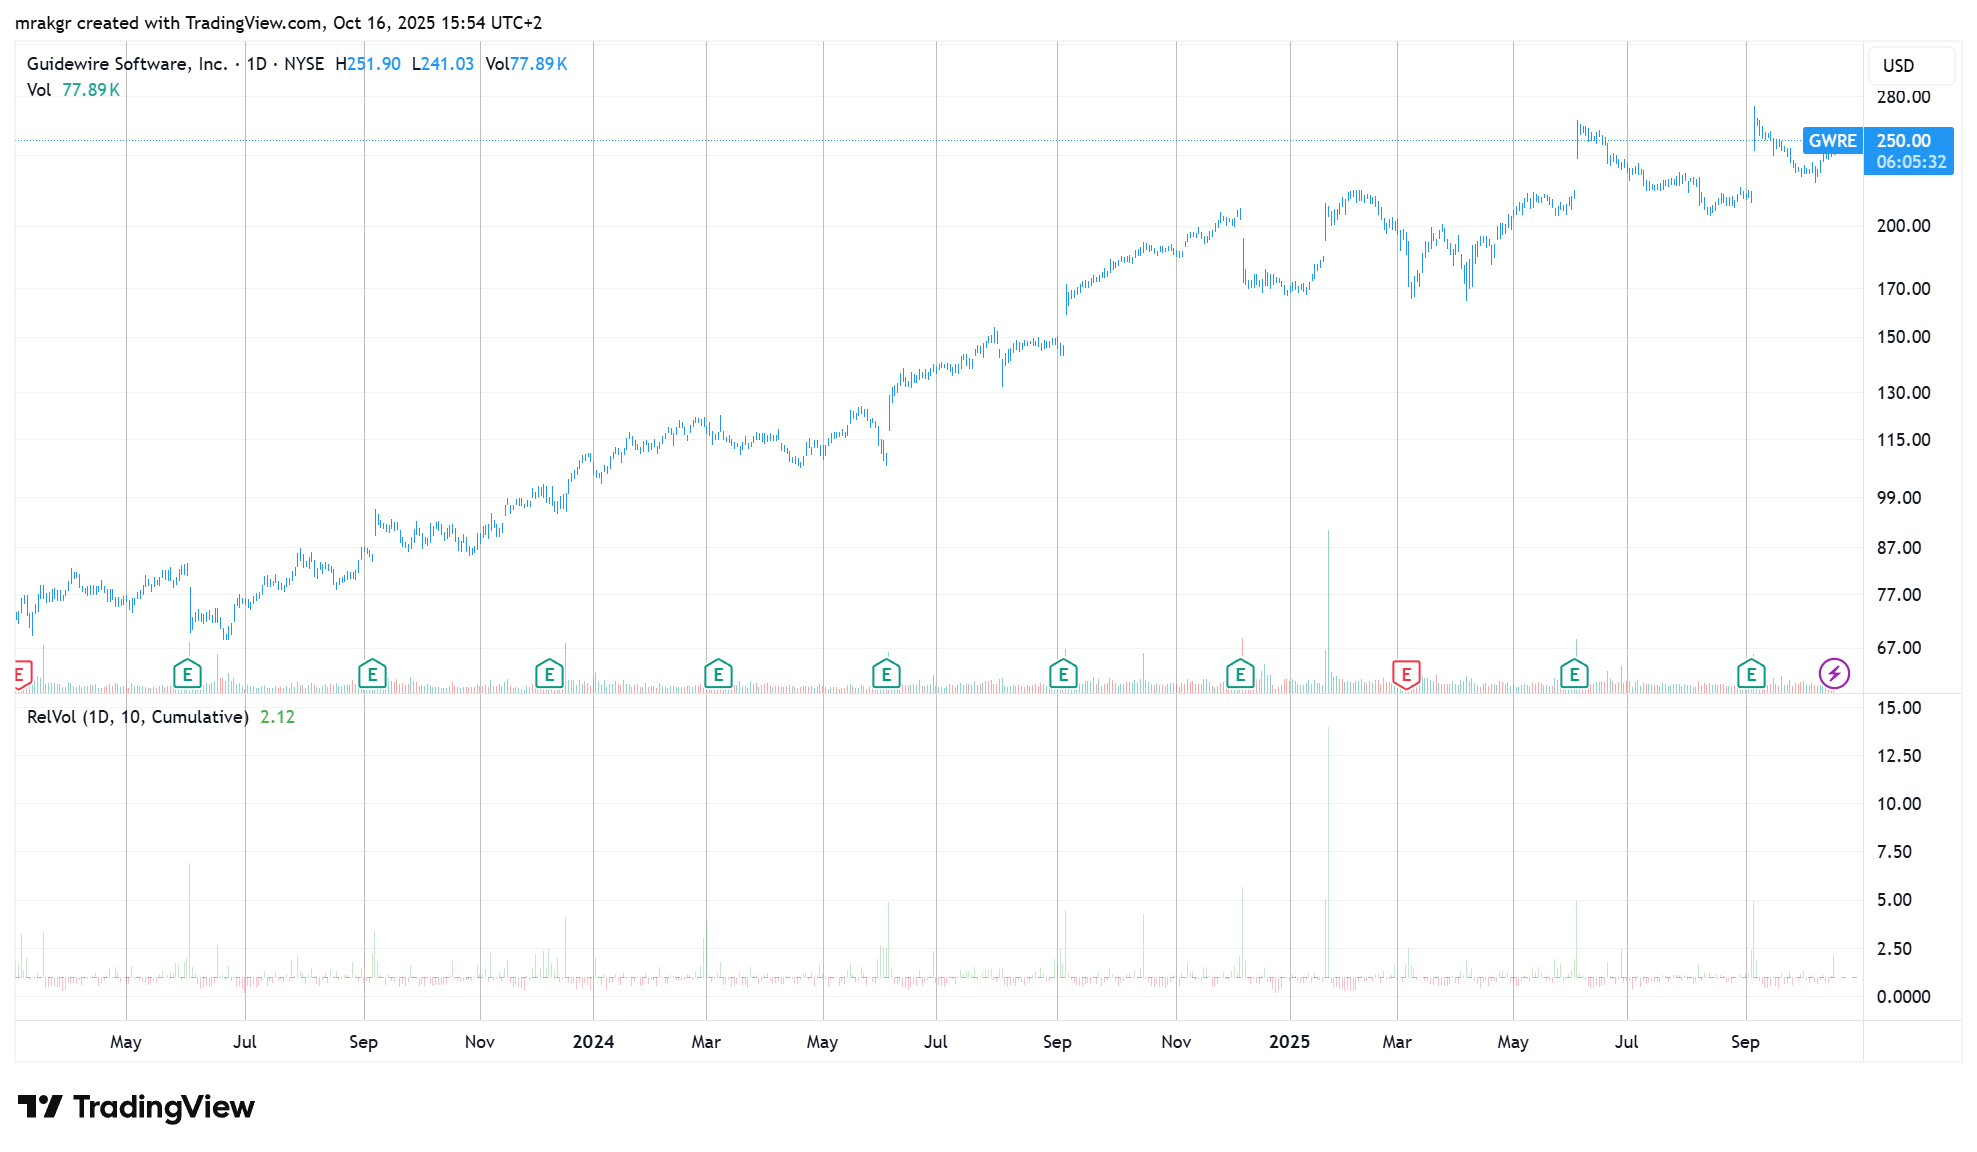 mrakgr created with TradingView.com, Oct 16, 2025 15:54 UTC+2
Guidewire Software, Inc. · 1D · NYSE H251.90 L241.03 Vol77.89K
Vol 77.89K
USD
280.00
GWRE 250.00
06:05:32
200.00
170.00
150.00
130.00
115.00
99.00
87.00
77.00
67.00
E E E E E E E E E E E
RelVol (1D, 10, Cumulative) 2.12
15.00
12.50
10.00
7.50
5.00
2.50
0.0000
May Jul Sep Nov 2024 Mar May Jul Sep Nov 2025 Mar May Jul Sep
TradingView